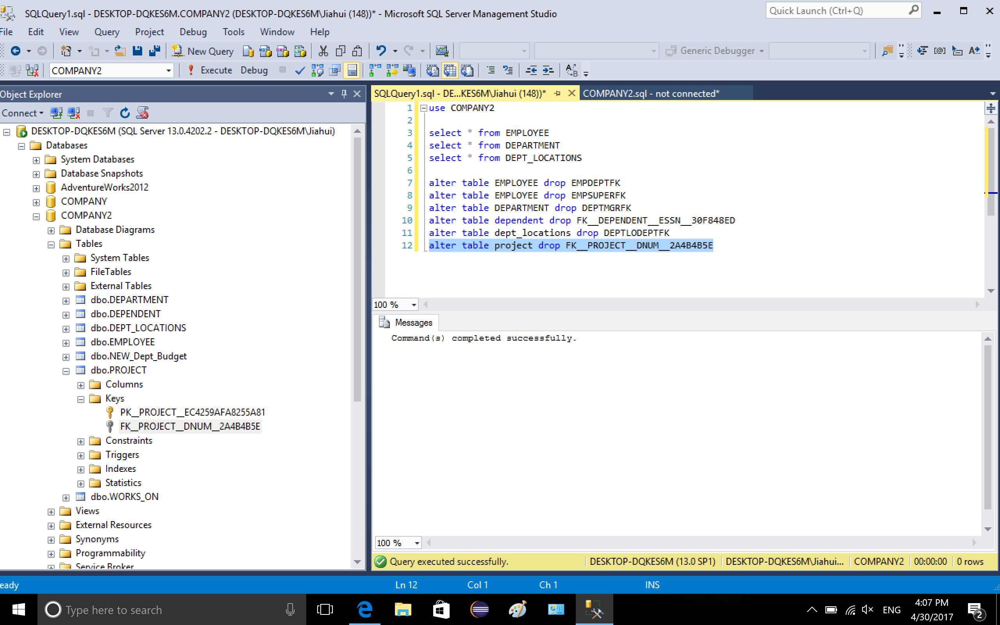 SQLQuery1.sql - DESKTOP-DQKES6M.COMPANY2 (DESKTOP-DQKES6M\Jiahui (148))* - Microsoft SQL Server Management Studio
Quick Launch (Ctrl+Q)
File Edit View Query Project Debug Tools Window Help
New Query
Generic Debugger
COMPANY2
Execute Debug
Object Explorer
Connect
DESKTOP-DQKES6M (SQL Server 13.0.4202.2 - DESKTOP-DQKES6M\Jiahui)
Databases
System Databases
Database Snapshots
AdventureWorks2012
COMPANY
COMPANY2
Database Diagrams
Tables
System Tables
FileTables
External Tables
dbo.DEPARTMENT
dbo.DEPENDENT
dbo.DEPT_LOCATIONS
dbo.EMPLOYEE
dbo.NEW_Dept_Budget
dbo.PROJECT
Columns
Keys
PK__PROJECT__EC4259AFA8255A81
FK__PROJECT__DNUM__2A4B4B5E
Constraints
Triggers
Indexes
Statistics
dbo.WORKS_ON
Views
External Resources
Synonyms
Programmability
Service Broker
SQLQuery1.sql - DE...KES6M\Jiahui (148))*
COMPANY2.sql - not connected*
1 use COMPANY2
2
3 select * from EMPLOYEE
4 select * from DEPARTMENT
5 select * from DEPT_LOCATIONS
6
7 alter table EMPLOYEE drop EMPDEPTFK
8 alter table EMPLOYEE drop EMPSUPERFK
9 alter table DEPARTMENT drop DEPTMGRFK
10 alter table dependent drop FK__DEPENDENT__ESSN__30F848ED
11 alter table dept_locations drop DEPTLODEPTFK
12 alter table project drop FK__PROJECT__DNUM__2A4B4B5E
100 %
Messages
Command(s) completed successfully.
100 %
Query executed successfully. DESKTOP-DQKES6M (13.0 SP1) DESKTOP-DQKES6M\Jiahui... COMPANY2 00:00:00 0 rows
eady Ln 12 Col 1 Ch 1 INS
Type here to search
ENG
4:07 PM
4/30/2017
2